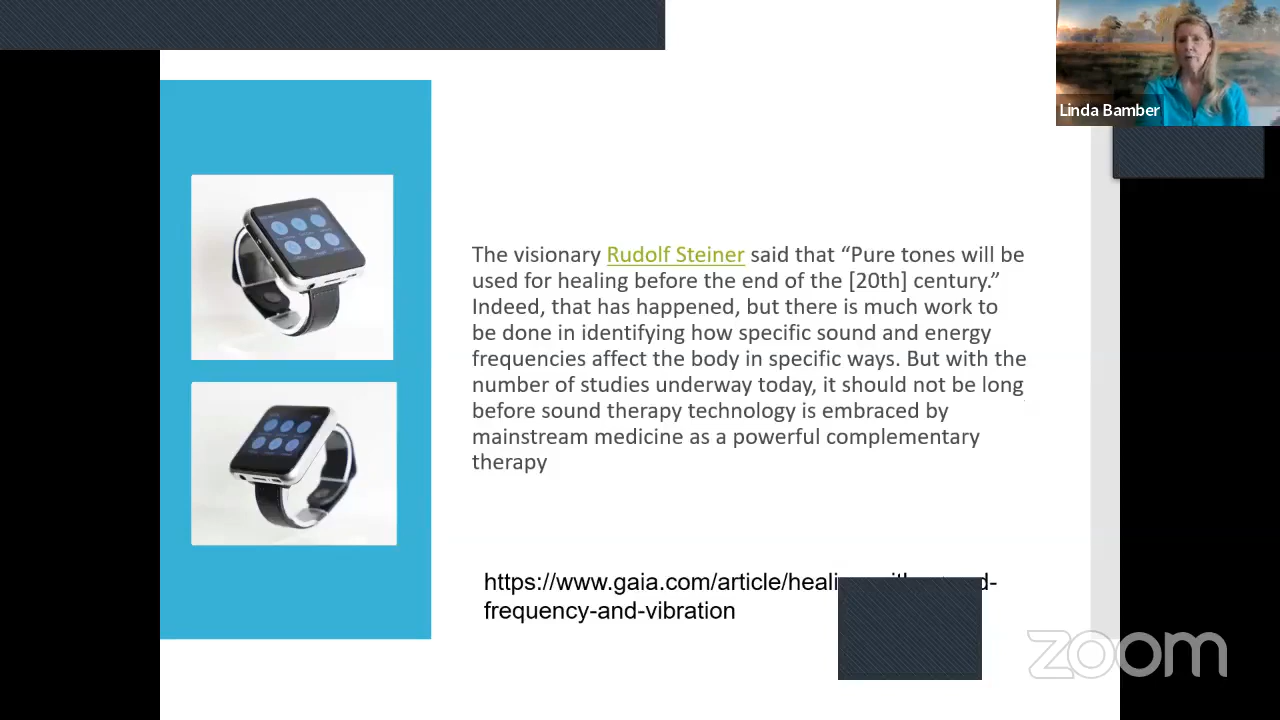 Linda Bamber
The visionary Rudolf Steiner said that “Pure tones will be
used for healing before the end of the [20th] century.”
Indeed, that has happened, but there is much work to
be done in identifying how specific sound and energy
frequencies affect the body in specific ways. But with the
number of studies underway today, it should not be long
before sound therapy technology is embraced by
mainstream medicine as a powerful complementary
therapy
https://www.gaia.com/article/heali
frequency-and-vibration
zoom